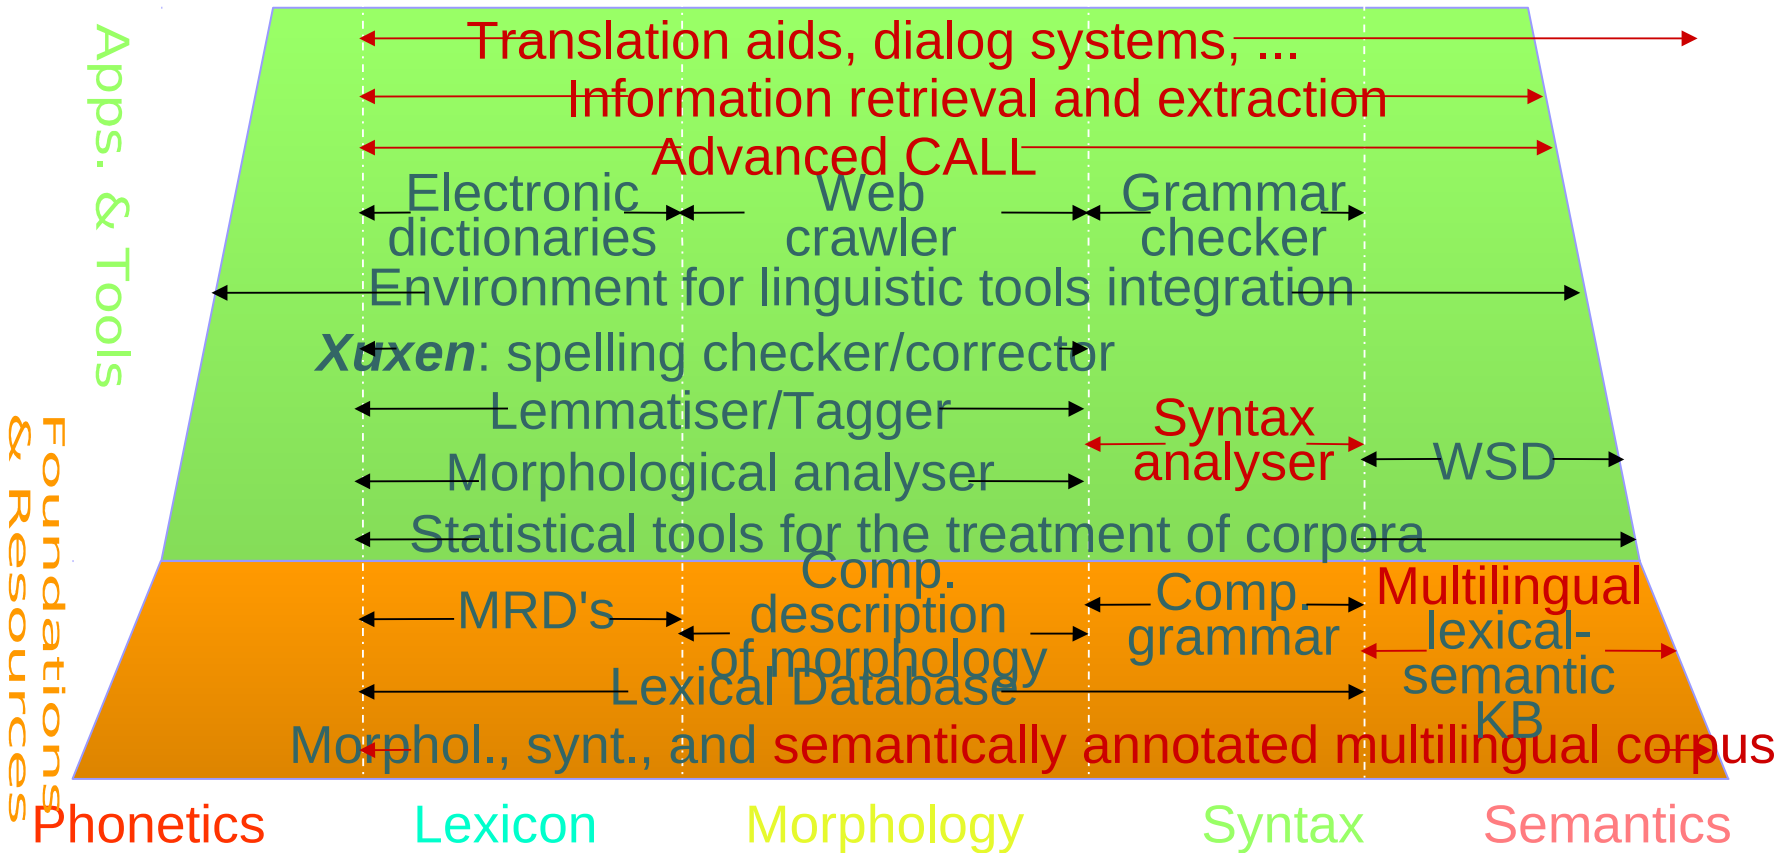 Apps. & Tools
Translation aids, dialog systems, ...
Information retrieval and extraction
Advanced CALL
Electronic
dictionaries
Web
crawler
Grammar
checker
Environment for linguistic tools integration
Xuxen: spelling checker/corrector
Lemmatiser/Tagger
Syntax
analyser
Morphological analyser
WSD
Statistical tools for the treatment of corpora
Foundations
& Resources
MRD's
Comp.
description
of morphology
Comp.
grammar
Multilingual
lexical-
semantic
KB
Lexical Database
Morphol., synt., and semantically annotated multilingual corpus
Phonetics
Lexicon
Morphology
Syntax
Semantics